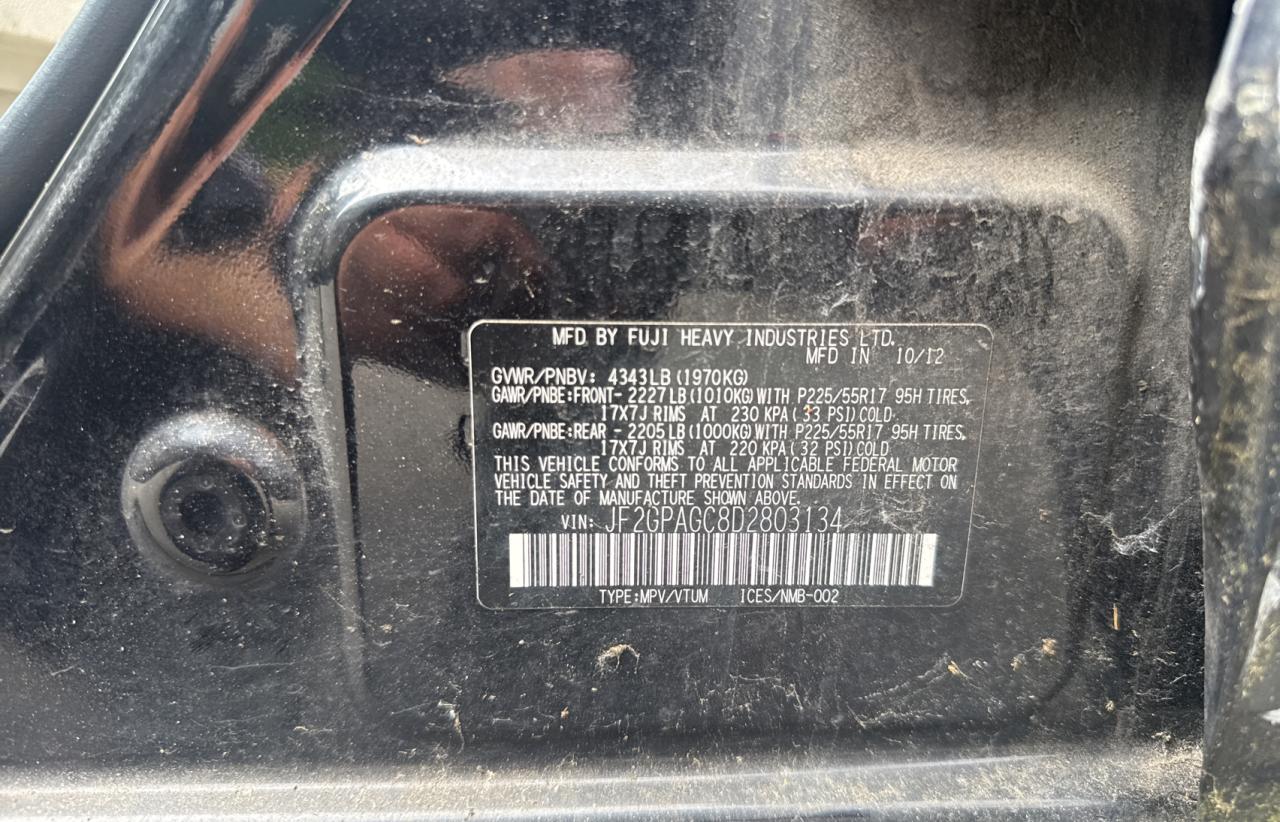 MFD BY FUJI HEAVY INDUSTRIES LTD.
MFD IN 10/12
GVWR/PNBV: 4343LB (1970KG)
GAWR/PNBE:FRONT- 2227LB (1010KG) WITH P225/55R17 95H TIRES,
17X7J RIMS AT 230 KPA( 33 PSI)COLD
GAWR/PNBE:REAR - 2205LB (1000KG) WITH P225/55R17 95H TIRES,
17X7J RIMS AT 220 KPA( 32 PSI)COLD
THIS VEHICLE CONFORMS TO ALL APPLICABLE FEDERAL MOTOR
VEHICLE SAFETY AND THEFT PREVENTION STANDARDS IN EFFECT ON
THE DATE OF MANUFACTURE SHOWN ABOVE.
VIN: JF2GPAGC8D2803134
TYPE:MPV/VTUM ICES/NMB-002